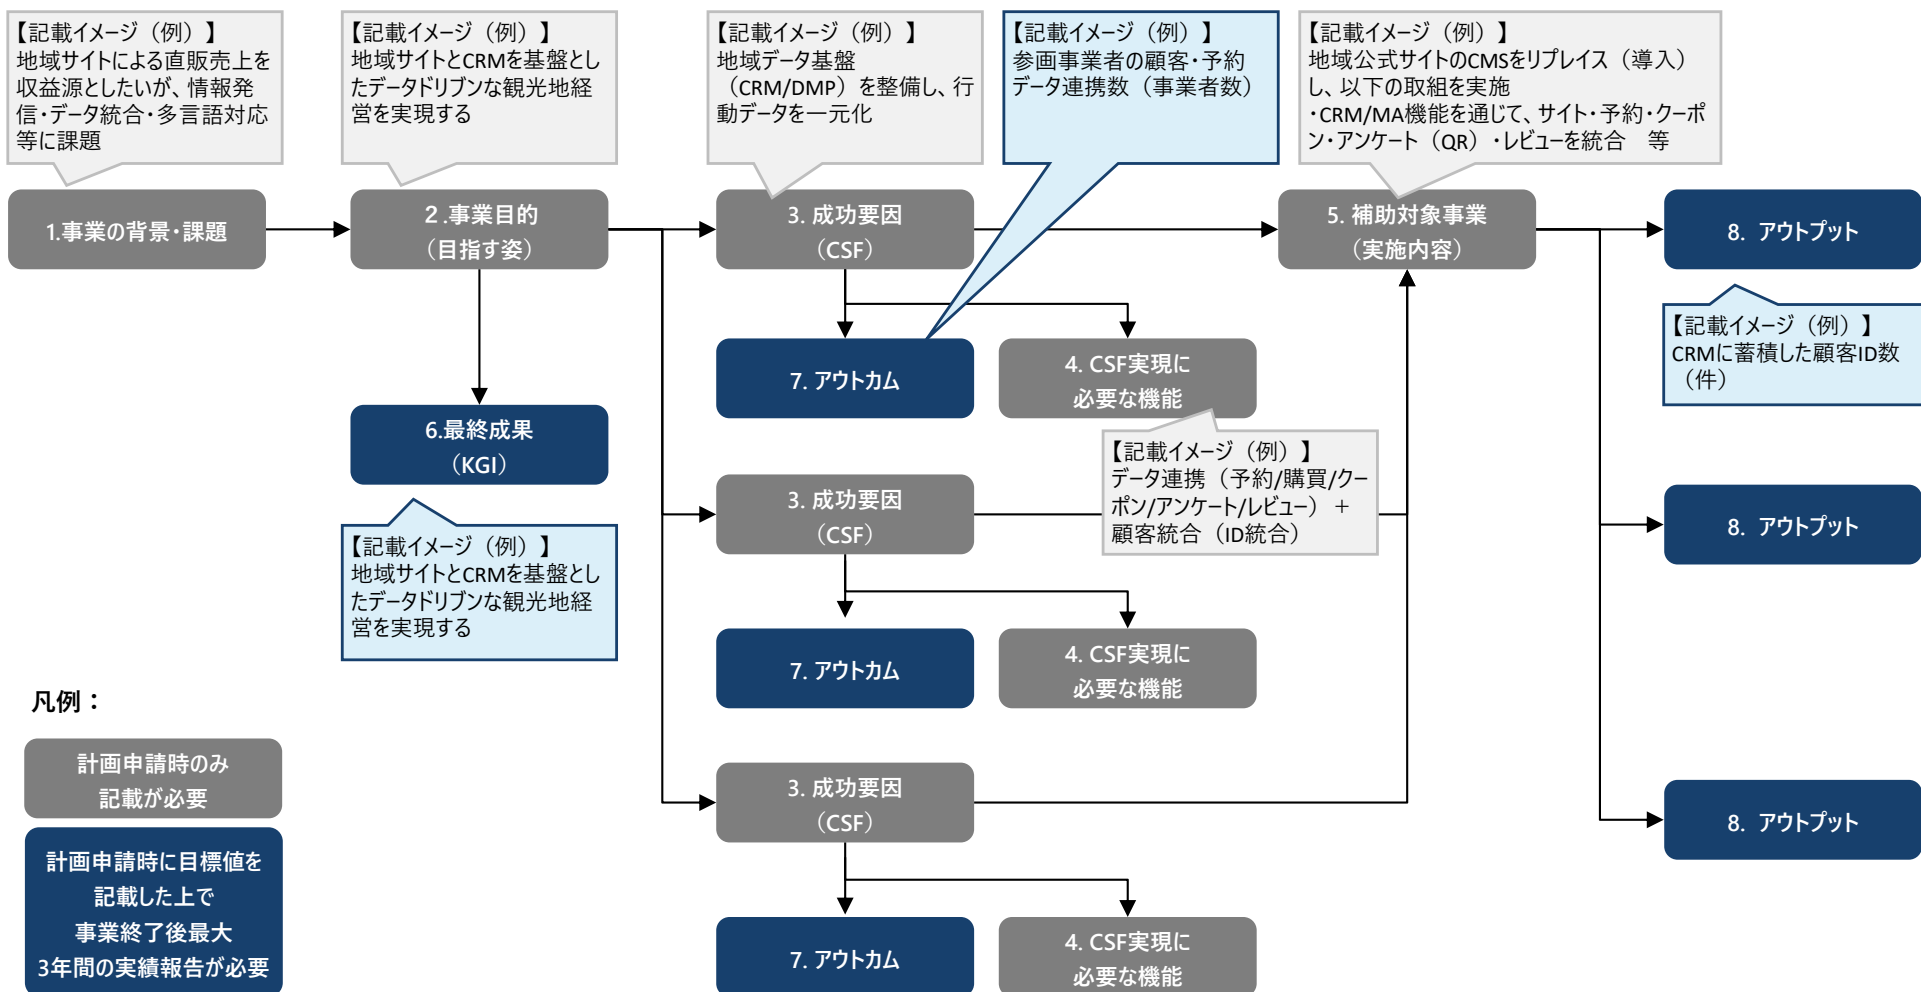 【記載イメージ（例）】
地域サイトによる直販売上を
収益源としたいが、情報発
信・データ統合・多言語対応
等に課題
【記載イメージ（例）】
地域サイトとCRMを基盤とし
たデータドリブンな観光地経
営を実現する
【記載イメージ（例）】
地域データ基盤
（CRM/DMP）を整備し、行
動データを一元化
【記載イメージ（例）】
参画事業者の顧客・予約
データ連携数（事業者数）
【記載イメージ（例）】
地域公式サイトのCMSをリプレイス（導入）
し、以下の取組を実施
・CRM/MA機能を通じて、サイト・予約・クーポ
ン・アンケート（QR）・レビューを統合　等
1.事業の背景・課題
２.事業目的
（目指す姿）
3. 成功要因
（CSF）
5. 補助対象事業
（実施内容）
8. アウトプット
【記載イメージ（例）】
CRMに蓄積した顧客ID数
（件）
7. アウトカム
4. CSF実現に
必要な機能
6.最終成果
（KGI）
【記載イメージ（例）】
データ連携（予約/購買/クー
ポン/アンケート/レビュー）＋
顧客統合（ID統合）
3. 成功要因
（CSF）
8. アウトプット
【記載イメージ（例）】
地域サイトとCRMを基盤とし
たデータドリブンな観光地経
営を実現する
7. アウトカム
4. CSF実現に
必要な機能
凡例：
計画申請時のみ
記載が必要
3. 成功要因
（CSF）
8. アウトプット
計画申請時に目標値を
記載した上で
事業終了後最大
3年間の実績報告が必要
7. アウトカム
4. CSF実現に
必要な機能